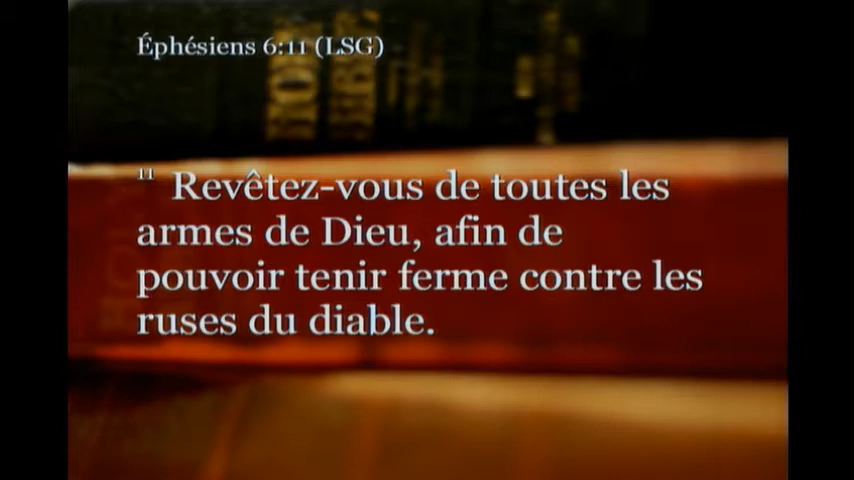 Éphésiens 6:11 (LSG)
11 Revêtez-vous de toutes les
armes de Dieu, afin de
pouvoir tenir ferme contre les
ruses du diable.